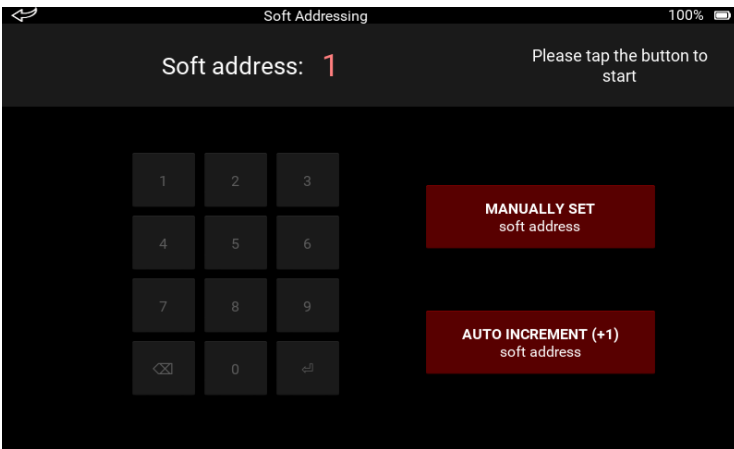 Soft Addressing
100%
Soft address: 1
Please tap the button to
start
1 2 3
4 5 6
7 8 9
0
MANUALLY SET
soft address
AUTO INCREMENT (+1)
soft address